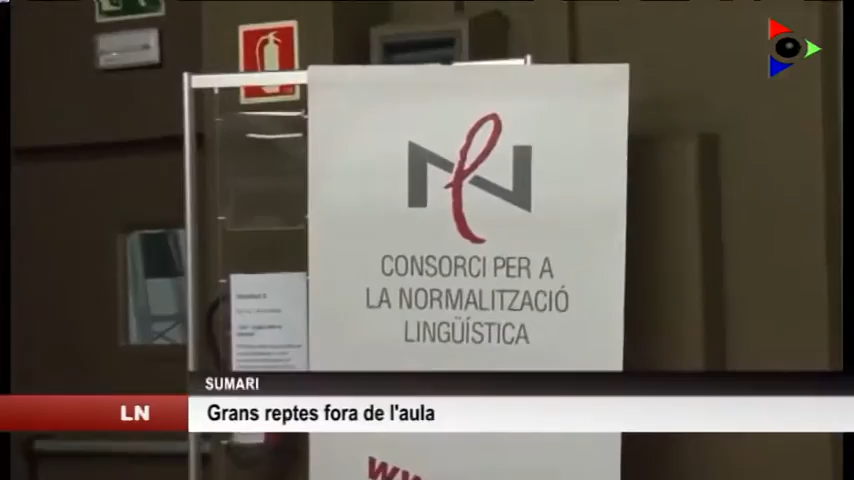 CONSORCI PER A
LA NORMALITZACIÓ
LINGÜÍSTICA
SUMARI
LN
Grans reptes fora de l'aula